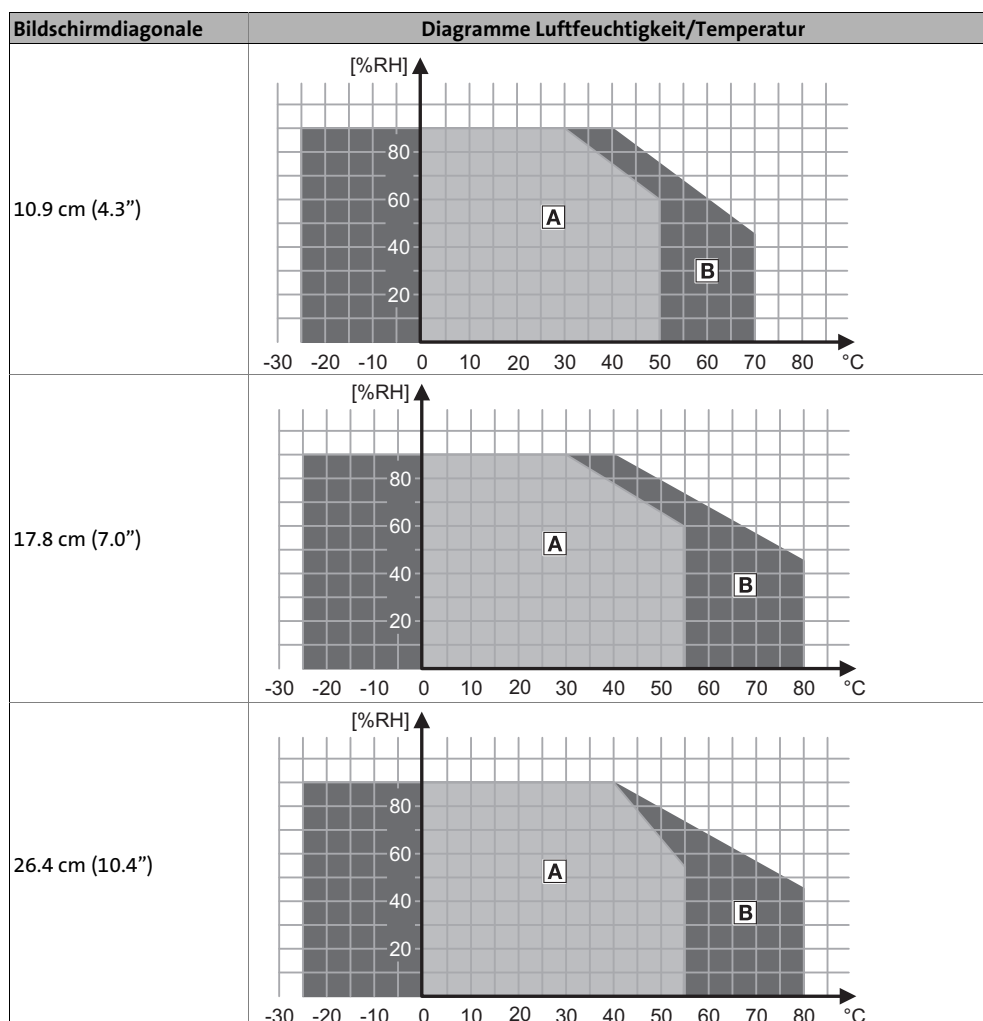 Bildschirmdiagonale Diagramme Luftfeuchtigkeit/Temperatur
10.9 cm (4.3”)
[%RH]
80
60
40
20
A
B
-30 -20 -10 0 10 20 30 40 50 60 70 80 °C
17.8 cm (7.0”)
[%RH]
80
60
40
20
A
B
-30 -20 -10 0 10 20 30 40 50 60 70 80 °C
26.4 cm (10.4”)
[%RH]
80
60
40
20
A
B
-30 -20 -10 0 10 20 30 40 50 60 70 80 °C